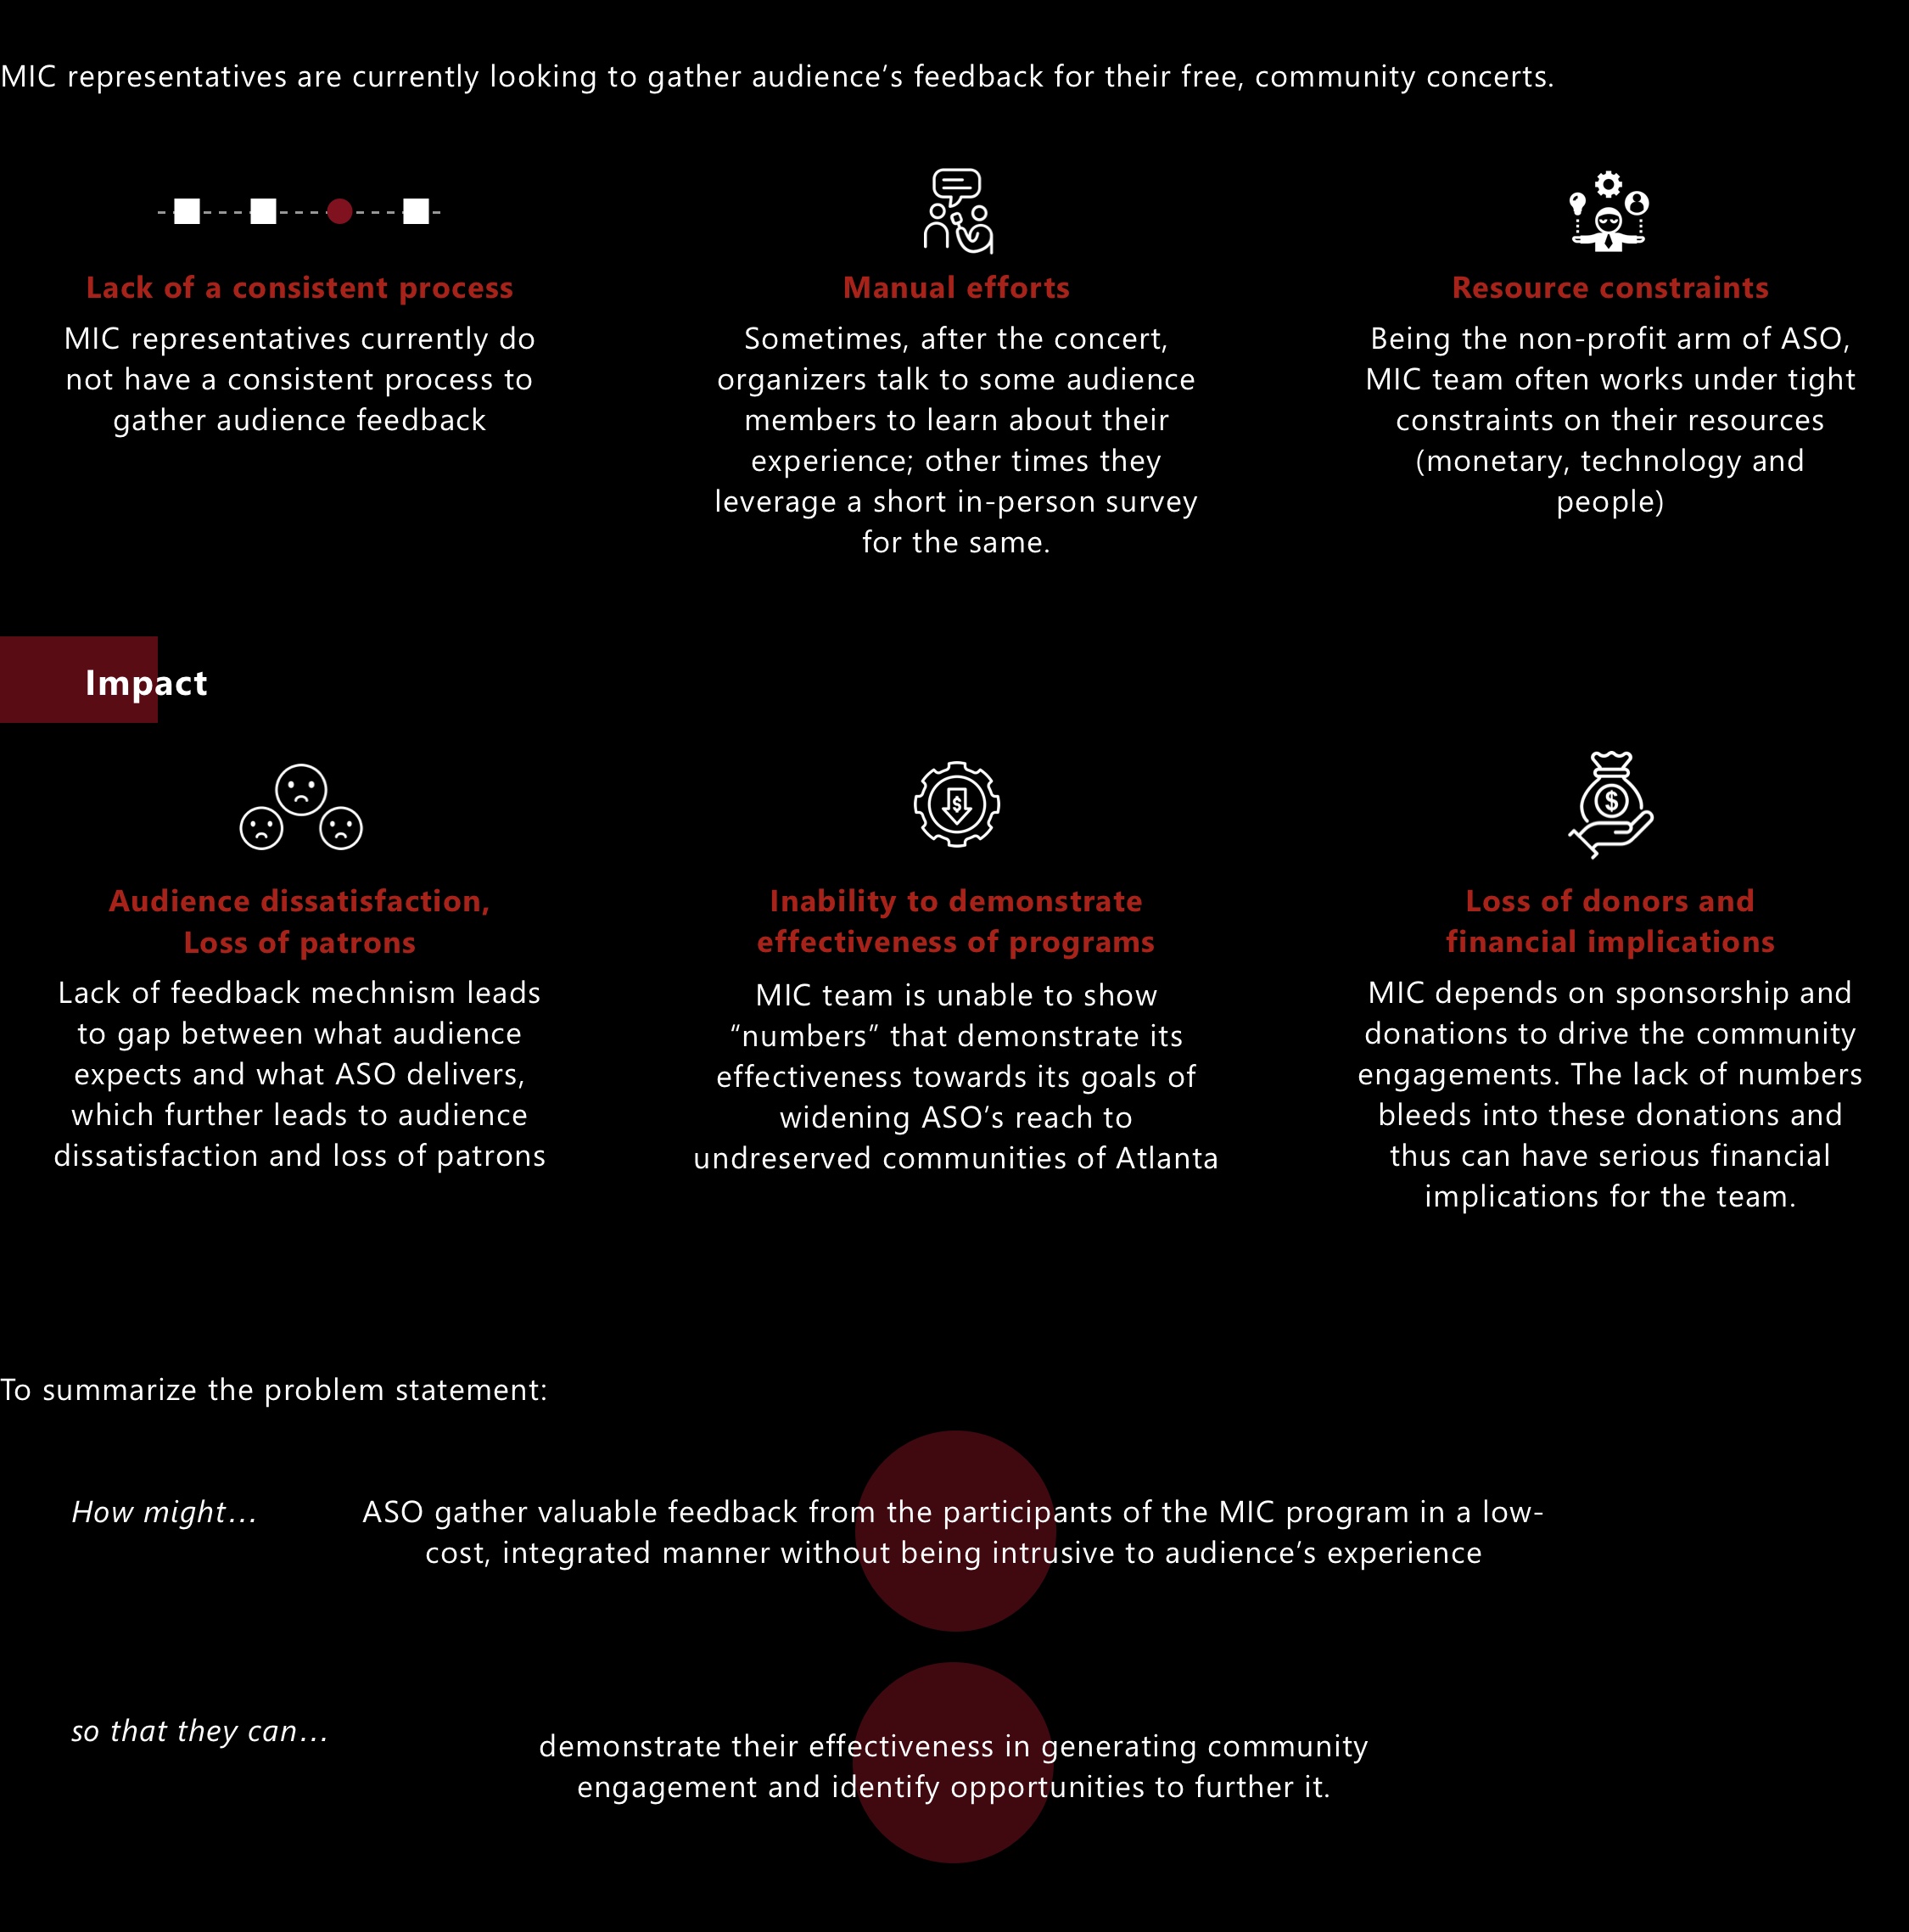 MIC representatives are currently looking to gather audience’s feedback for their free, community concerts.
Lack of a consistent process
MIC representatives currently do
not have a consistent process to
gather audience feedback
Manual efforts
Sometimes, after the concert,
organizers talk to some audience
members to learn about their
experience; other times they
leverage a short in-person survey
for the same.
Resource constraints
Being the non-profit arm of ASO,
MIC team often works under tight
constraints on their resources
(monetary, technology and
people)
Impact
Audience dissatisfaction,
Loss of patrons
Lack of feedback mechnism leads
to gap between what audience
expects and what ASO delivers,
which further leads to audience
dissatisfaction and loss of patrons
Inability to demonstrate
effectiveness of programs
MIC team is unable to show
“numbers” that demonstrate its
effectiveness towards its goals of
widening ASO’s reach to
undreserved communities of Atlanta
Loss of donors and
financial implications
MIC depends on sponsorship and
donations to drive the community
engagements. The lack of numbers
bleeds into these donations and
thus can have serious financial
implications for the team.
To summarize the problem statement:
How might...
ASO gather valuable feedback from the participants of the MIC program in a low-
cost, integrated manner without being intrusive to audience’s experience
so that they can...
demonstrate their effectiveness in generating community
engagement and identify opportunities to further it.